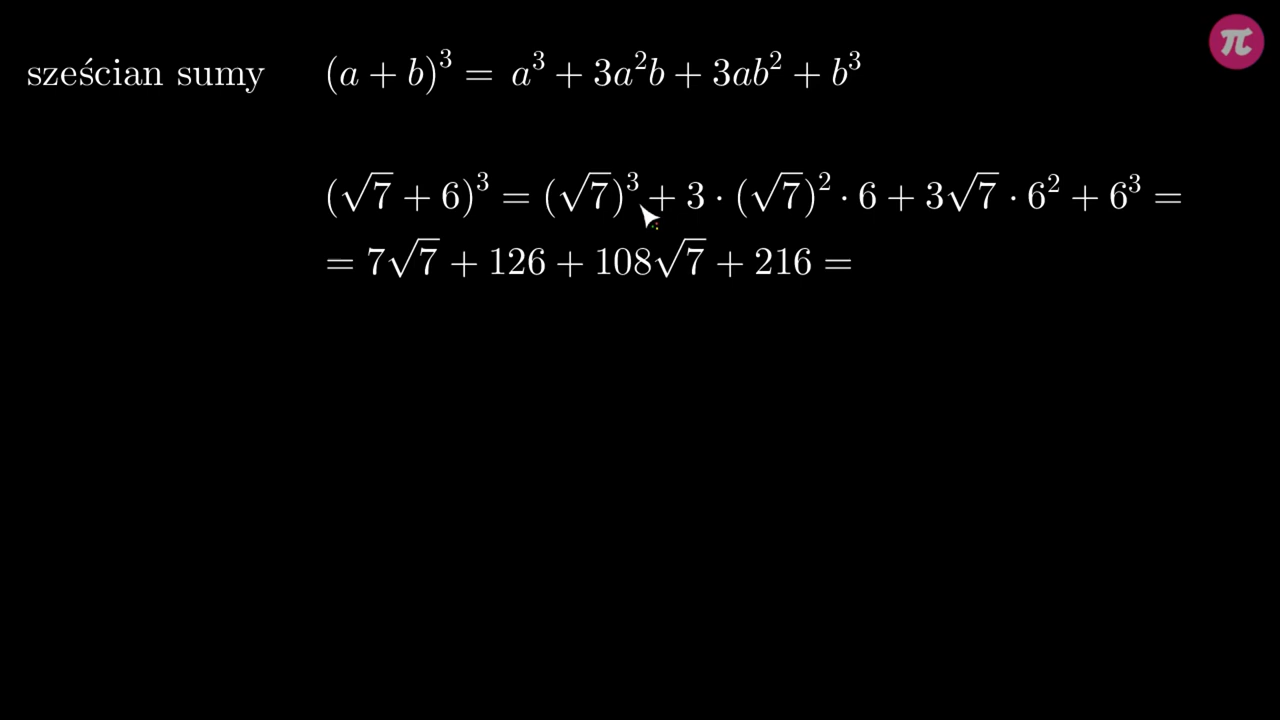 sześcian sumy (a + b)³ = a³ + 3a²b + 3ab² + b³
(√7 + 6)³ = (√7)³ + 3 · (√7)² · 6 + 3√7 · 6² + 6³ =
= 7√7 + 126 + 108√7 + 216 =
π